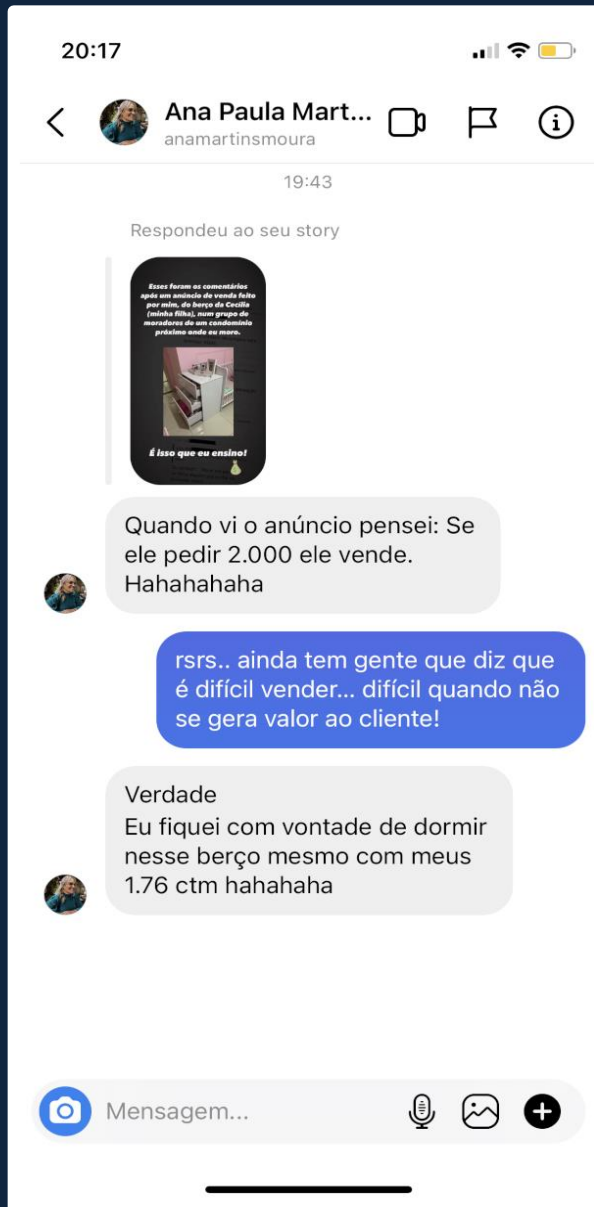 20:17
Ana Paula Mart...
anamartinsmoura
19:43
Respondeu ao seu story
Esses foram os comentários
após um anúncio de venda feito
por mim, do berço da Cecília
(minha filha), num grupo de
moradores de um condomínio
próximo onde eu moro.
É isso que eu ensino!
Quando vi o anúncio pensei: Se
ele pedir 2.000 ele vende.
Hahahahaha
rsrs.. ainda tem gente que diz que
é difícil vender... difícil quando não
se gera valor ao cliente!
Verdade
Eu fiquei com vontade de dormir
nesse berço mesmo com meus
1.76 ctm hahahaha
Mensagem...